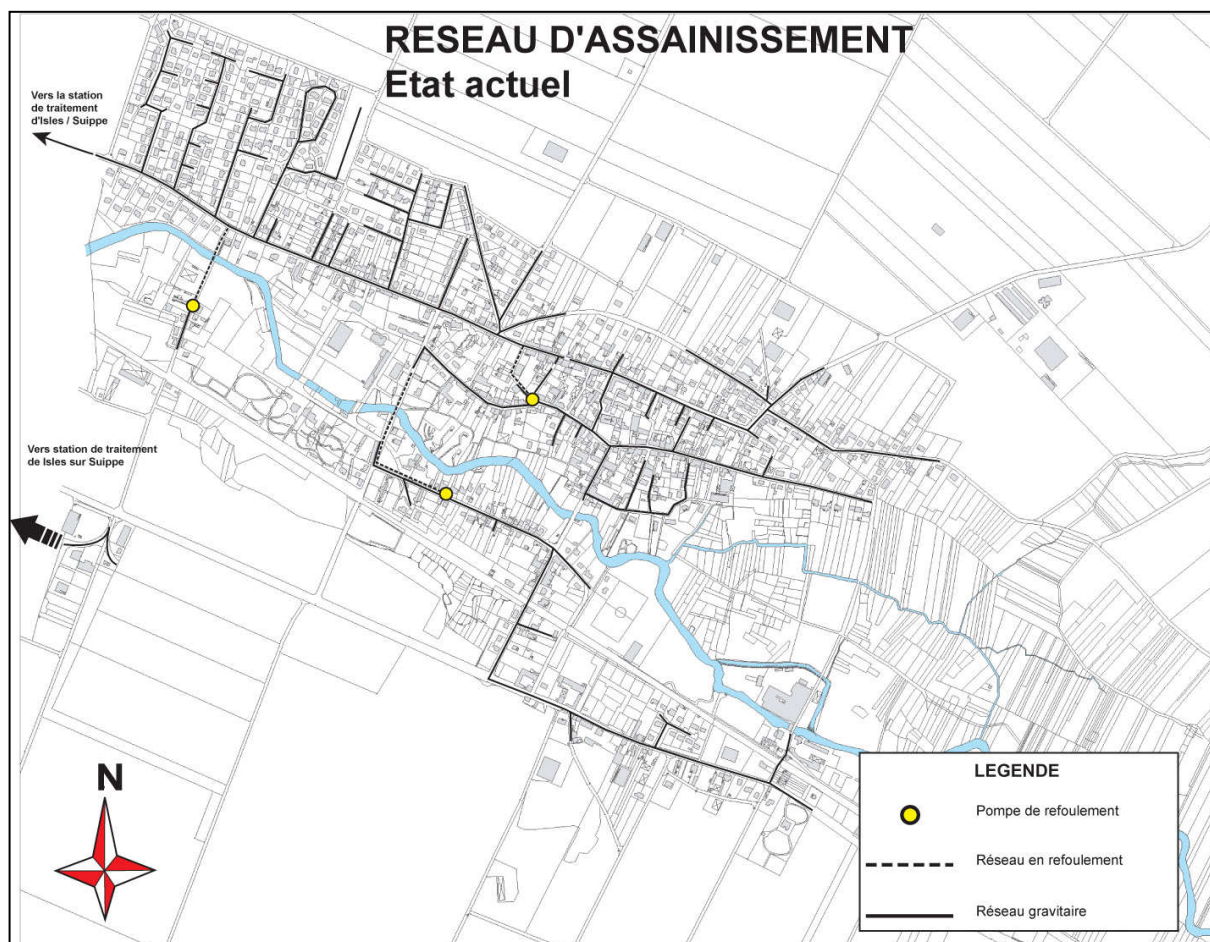 RESEAU D'ASSAINISSEMENT
Etat actuel
Vers la station
de traitement
d'Isles / Suippe
Vers station de traitement
de Isles sur Suippe
N
LEGENDE
Pompe de refoulement
Réseau en refoulement
Réseau gravitaire